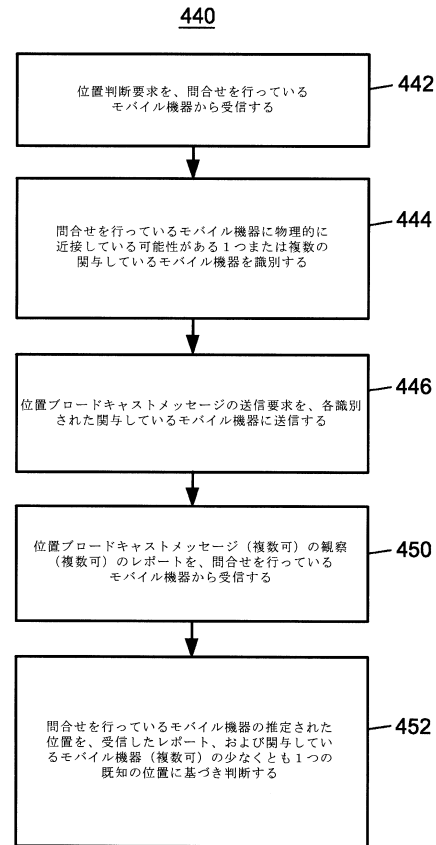 440
位置判断要求を、問合せを行っている
モバイル機器から受信する
442
問合せを行っているモバイル機器に物理的に
近接している可能性がある１つまたは複数の
関与しているモバイル機器を識別する
444
位置ブロードキャストメッセージの送信要求を、各識別
された関与しているモバイル機器に送信する
446
位置ブロードキャストメッセージ（複数可）の観察
（複数可）のレポートを、問合せを行っている
モバイル機器から受信する
450
問合せを行っているモバイル機器の推定された
位置を、受信したレポート、および関与してい
るモバイル機器（複数可）の少なくとも１つの
既知の位置に基づき判断する
452